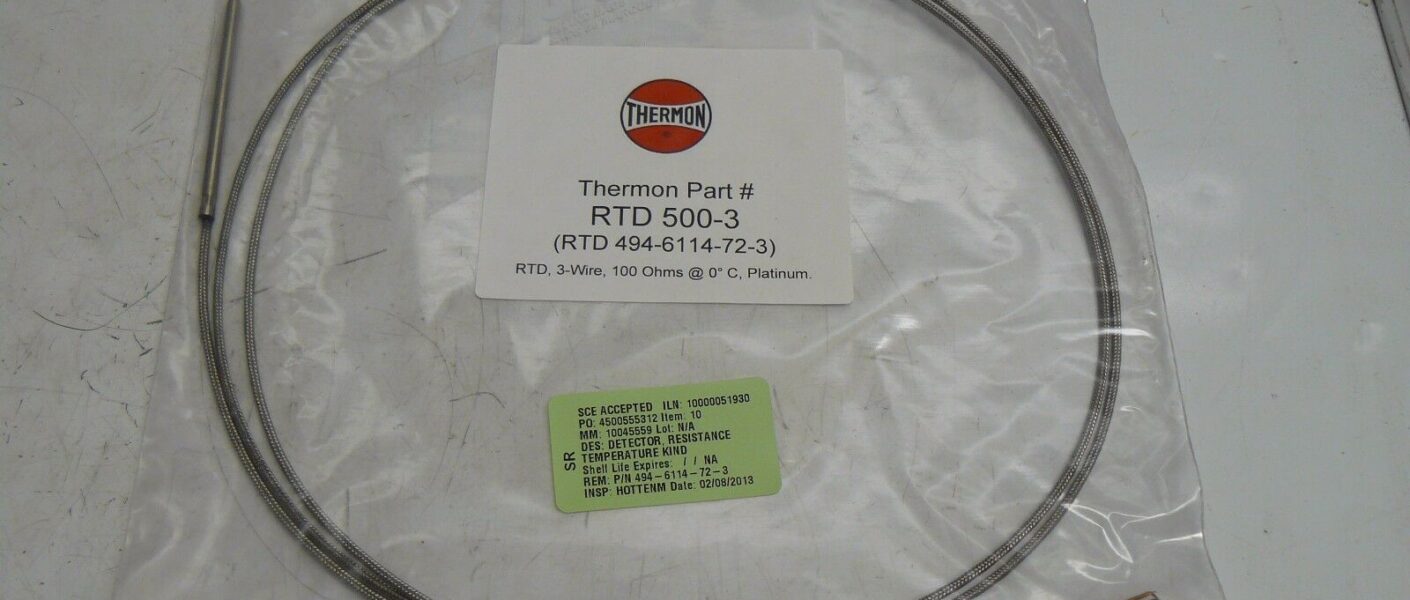 THERMON
Thermon Part #
RTD 500-3
(RTD 494-6114-72-3)
RTD, 3-Wire, 100 Ohms @ 0° C, Platinum.
SCE ACCEPTED ILN: 10000051930
PO: 4500555312 Item: 10
MM: 10045559 Lot: N/A
DES: DETECTOR, RESISTANCE
TEMPERATURE KIND
Shelf Life Expires: / / NA
REM: P/N 494-6114-72-3
INSP: HOTTENM Date: 02/08/2013
SR